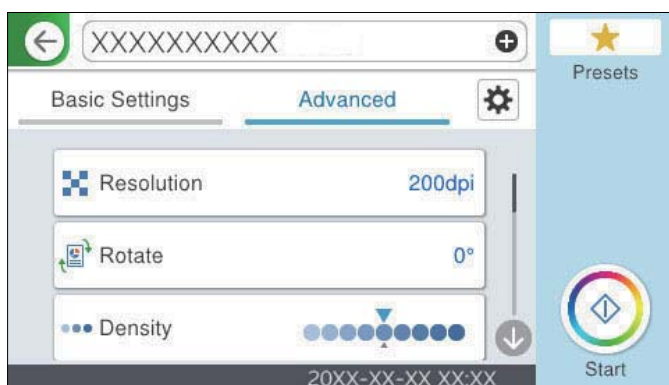 XXXXXXXXXX
Presets
Basic Settings
Advanced
Resolution
200dpi
Rotate
0°
Density
20XX-XX-XX XX:XX
Start